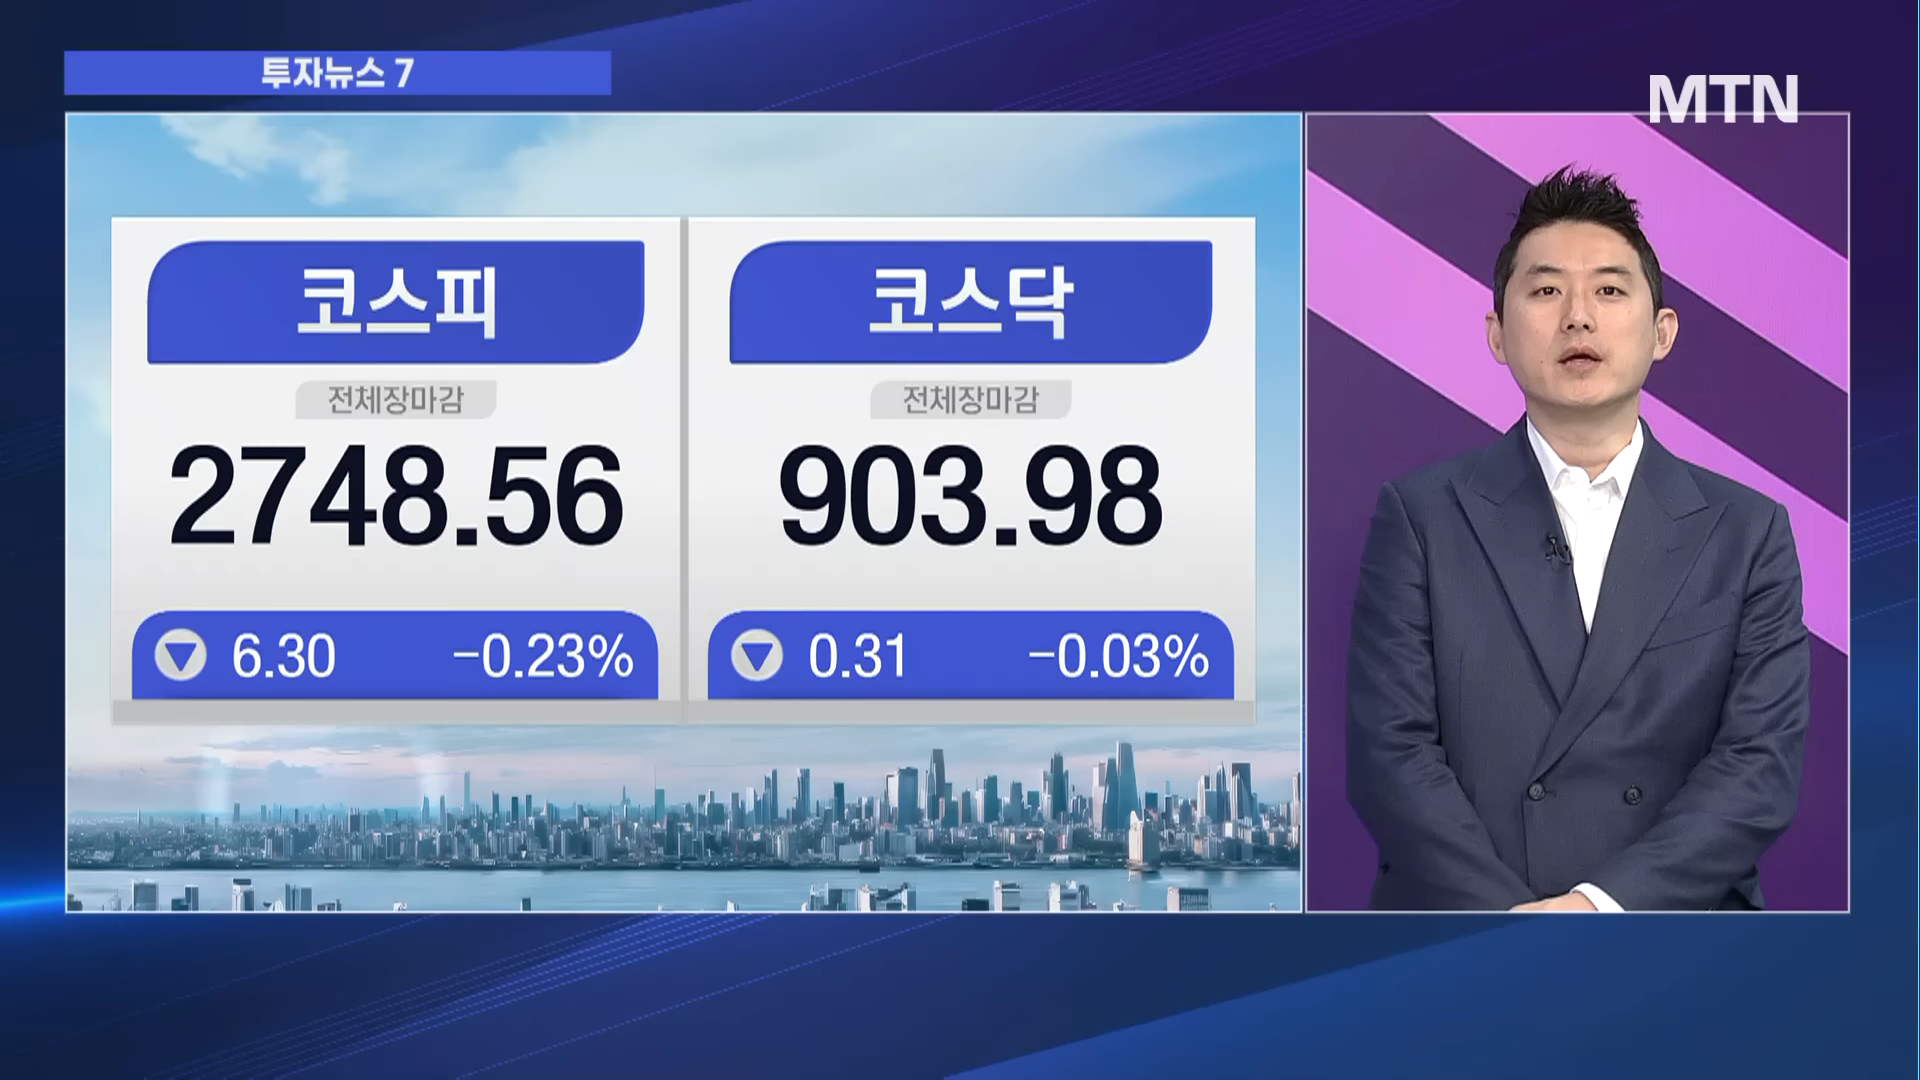 투자뉴스 7
MTN
코스피
전체장마감
2748.56
▽ 6.30 -0.23%
코스닥
전체장마감
903.98
▽ 0.31 -0.03%